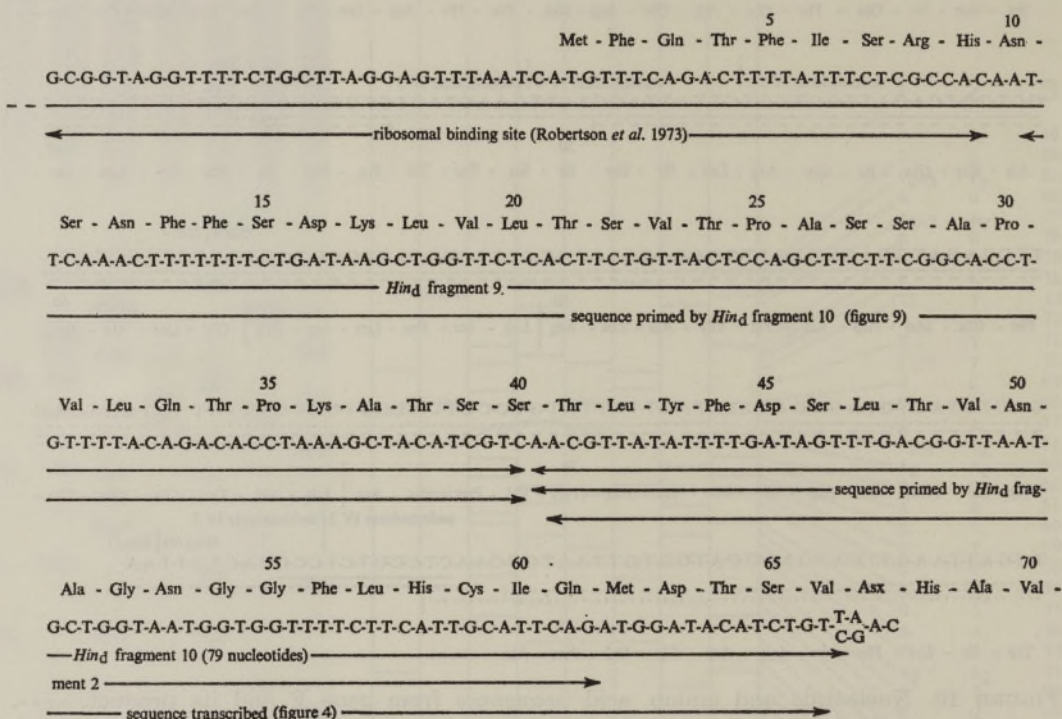 5 10
Met - Phe - Gln - Thr - Phe - Ile - Ser - Arg - His - Asn -
G-C-G-G-T-A-G-G-T-T-T-T-C-T-G-C-T-T-A-G-G-A-G-T-T-T-A-A-T-C-A-T-G-T-T-T-C-A-G-A-C-T-T-T-T-A-T-T-T-C-T-C-G-C-C-A-C-A-A-T-
ribosomal binding site (Robertson et al. 1973)
15 20 25 30
Ser - Asn - Phe - Phe - Ser - Asp - Lys - Leu - Val - Leu - Thr - Ser - Val - Thr - Pro - Ala - Ser - Ser - Ala - Pro -
T-C-A-A-A-C-T-T-T-T-T-T-T-C-T-G-A-T-A-A-G-C-T-G-G-T-T-C-T-C-A-C-T-T-C-T-G-T-T-A-C-T-C-C-A-G-C-T-T-C-T-T-C-G-G-C-A-C-C-T-
Hind fragment 9.
sequence primed by Hind fragment 10 (figure 9)
35 40 45 50
Val - Leu - Gln - Thr - Pro - Lys - Ala - Thr - Ser - Ser - Thr - Leu - Tyr - Phe - Asp - Ser - Leu - Thr - Val - Asn -
G-T-T-T-T-A-C-A-G-A-C-A-C-C-T-A-A-A-G-C-T-A-C-A-T-C-G-T-C-A-A-C-G-T-T-A-T-A-T-T-T-T-G-A-T-A-G-T-T-T-G-A-C-G-G-T-T-A-A-T-
sequence primed by Hind frag-
55 60 65 70
Ala - Gly - Asn - Gly - Gly - Phe - Leu - His - Cys - Ile - Gln - Met - Asp - Thr - Ser - Val - Asx - His - Ala - Val -
G-C-T-G-G-T-A-A-T-G-G-T-G-G-T-T-T-T-C-T-T-C-A-T-T-G-C-A-T-T-C-A-G-A-T-G-G-A-T-A-C-A-T-C-T-G-T-T-A-A-C
C-G
Hind fragment 10 (79 nucleotides)
ment 2
sequence transcribed (figure 4)